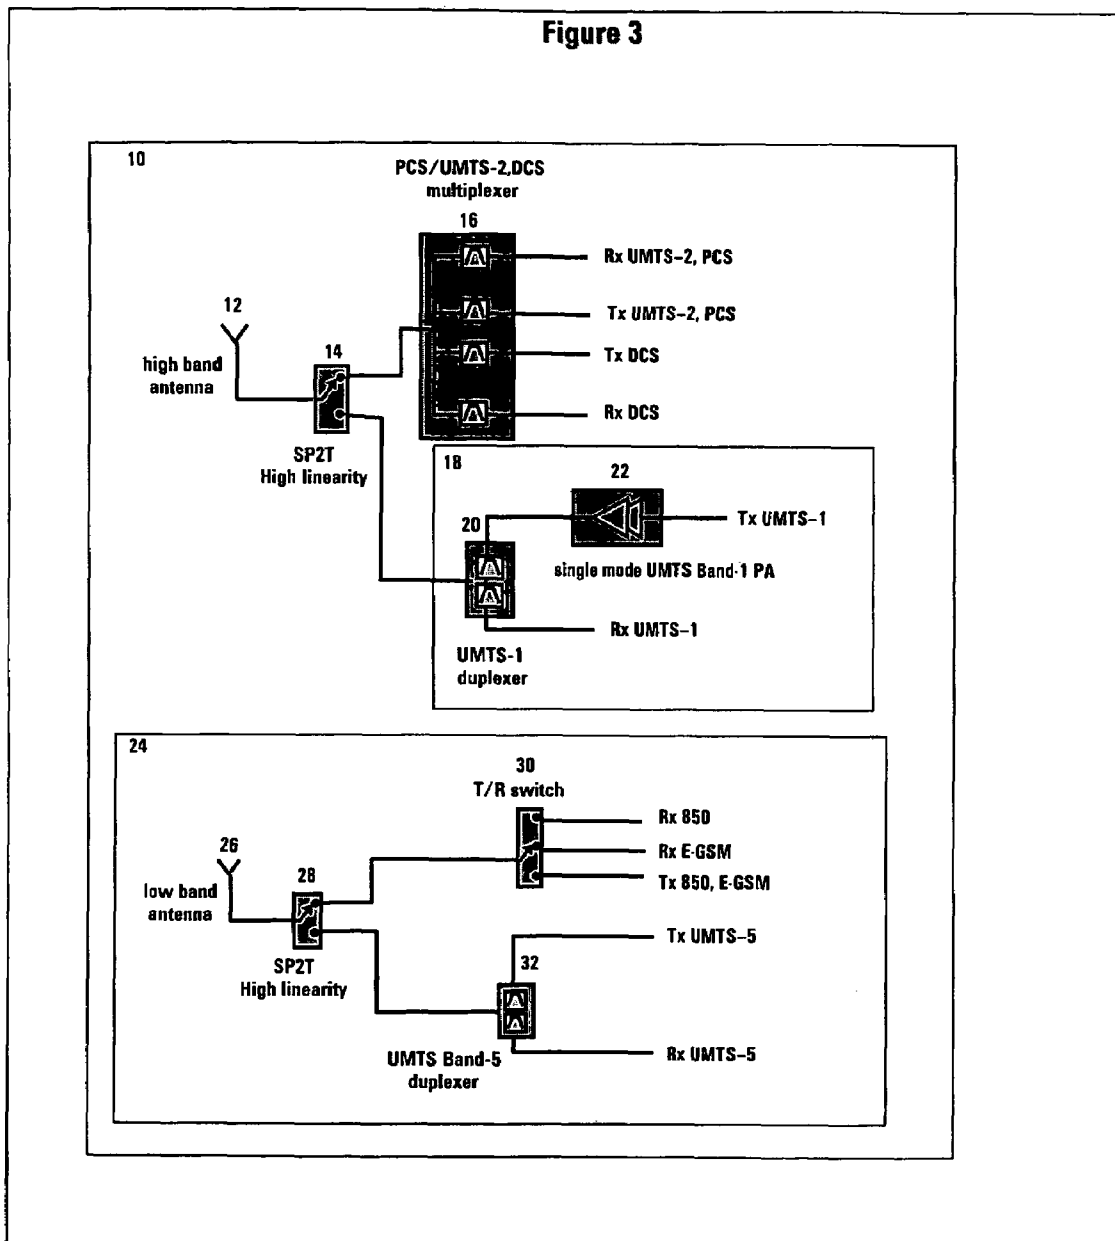 Figure 3
10
PCS/UMTS-2,DCS
multiplexer
16
Rx UMTS-2, PCS
Tx UMTS-2, PCS
Tx DCS
Rx DCS
12
high band
antenna
14
SP2T
High linearity
18
22
Tx UMTS-1
single mode UMTS Band-1 PA
20
Rx UMTS-1
UMTS-1
duplexer
24
30
T/R switch
Rx 850
Rx E-GSM
Tx 850, E-GSM
26
low band
antenna
28
SP2T
High linearity
Tx UMTS-5
32
Rx UMTS-5
UMTS Band-5
duplexer